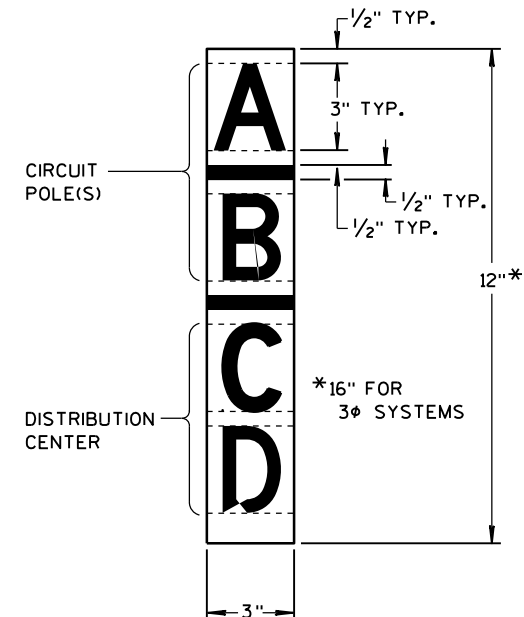 1/2" TYP.
A
3" TYP.
CIRCUIT
POLE(S)
1/2" TYP.
B
1/2" TYP.
12"*
C
*16" FOR
3ϕ SYSTEMS
DISTRIBUTION
CENTER
D
3"